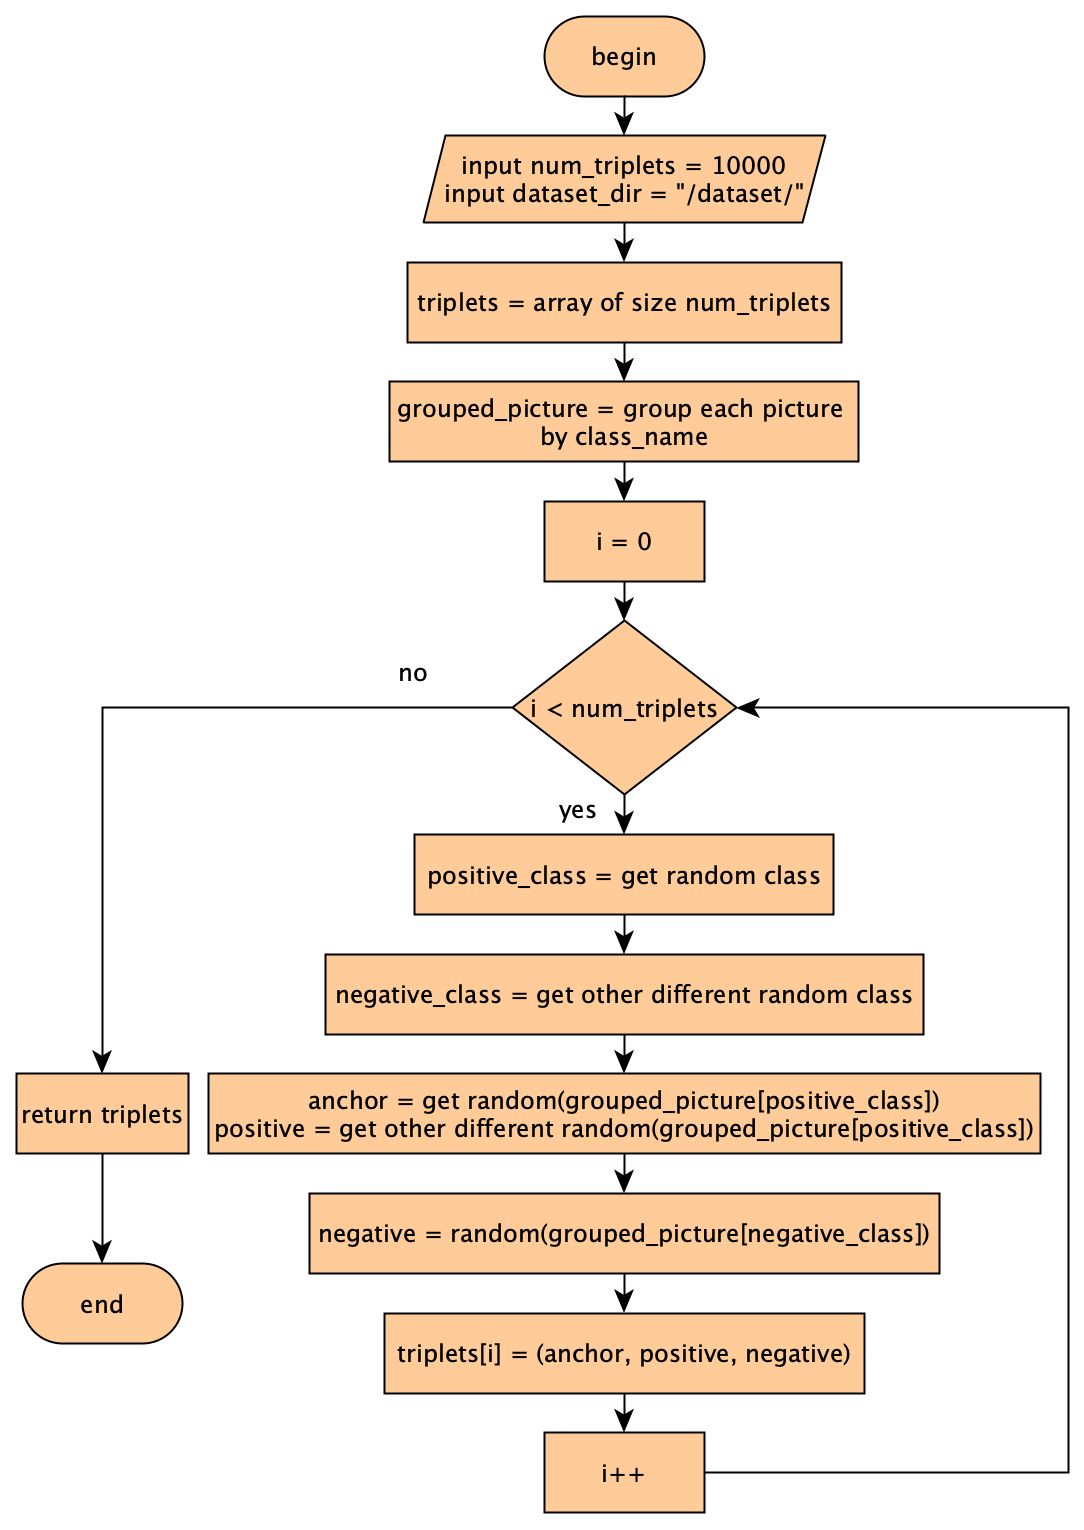 begin
input num_triplets = 10000
input dataset_dir = "/dataset/"
triplets = array of size num_triplets
grouped_picture = group each picture
by class_name
i = 0
no
i < num_triplets
yes
positive_class = get random class
negative_class = get other different random class
return triplets
anchor = get random(grouped_picture[positive_class])
positive = get other different random(grouped_picture[positive_class])
negative = random(grouped_picture[negative_class])
end
triplets[i] = (anchor, positive, negative)
i++